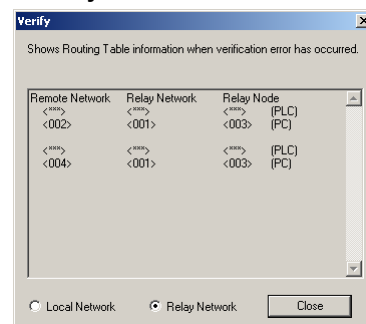 Verify
Shows Routing Table information when verification error has occurred.
Remote Network Relay Network Relay Node
<***> <***> <***> (PLC)
<002> <001> <003> (PC)
<***> <***> <***> (PLC)
<004> <001> <003> (PC)
Local Network Relay Network Close